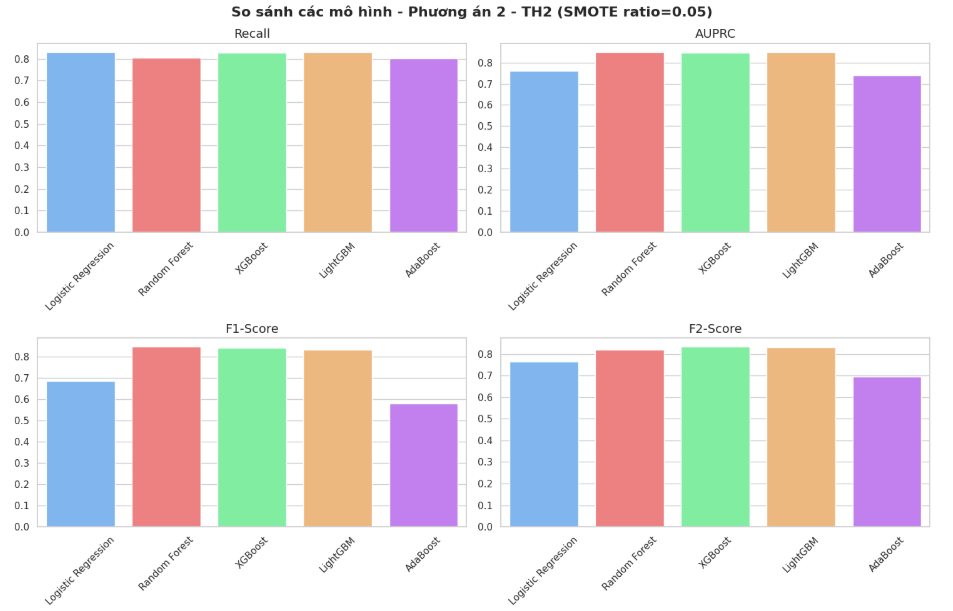 So sánh các mô hình - Phương án 2 - TH2 (SMOTE ratio=0.05)
Recall
0.8
0.7
0.6
0.5
0.4
0.3
0.2
0.1
0.0
Logistic Regression
Random Forest
XGBoost
LightGBM
AdaBoost
AUPRC
0.8
0.7
0.6
0.5
0.4
0.3
0.2
0.1
0.0
Logistic Regression
Random Forest
XGBoost
LightGBM
AdaBoost
F1-Score
0.8
0.7
0.6
0.5
0.4
0.3
0.2
0.1
0.0
Logistic Regression
Random Forest
XGBoost
LightGBM
AdaBoost
F2-Score
0.8
0.7
0.6
0.5
0.4
0.3
0.2
0.1
0.0
Logistic Regression
Random Forest
XGBoost
LightGBM
AdaBoost